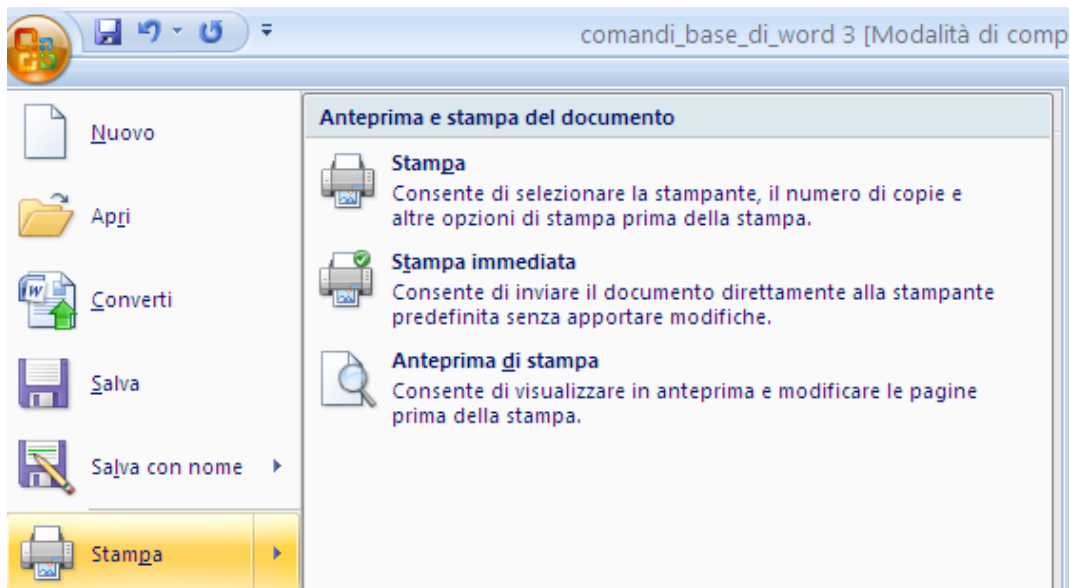 comandi_base_di_word 3 [Modalità di comp
Nuovo
Apri
Converti
Salva
Salva con nome
Stampa
Anteprima e stampa del documento
Stampa
Consente di selezionare la stampante, il numero di copie e
altre opzioni di stampa prima della stampa.
Stampa immediata
Consente di inviare il documento direttamente alla stampante
predefinita senza apportare modifiche.
Anteprima di stampa
Consente di visualizzare in anteprima e modificare le pagine
prima della stampa.